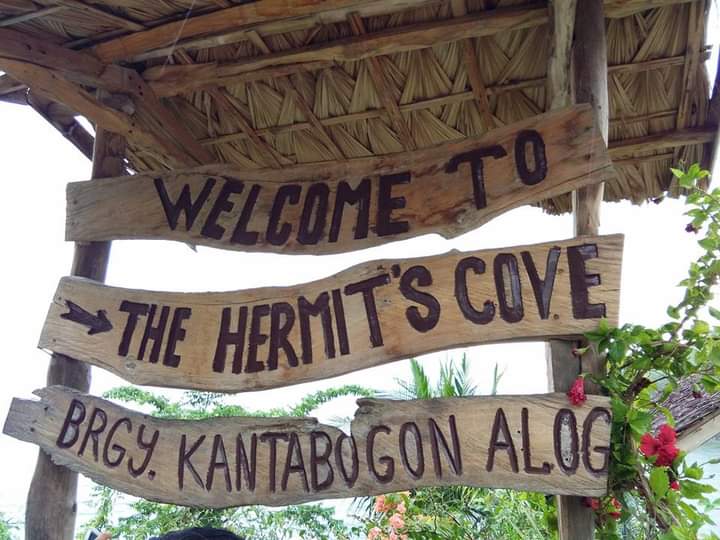 WELCOME TO
THE HERMIT'S COVE
BRGY. KANTABOGON ALOG